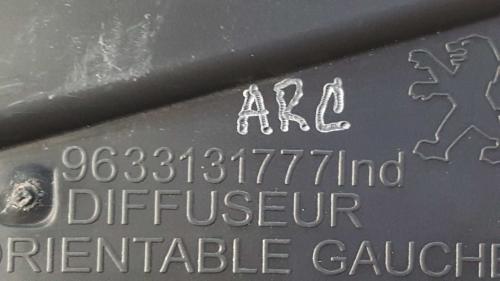 ARC
9633131777Ind
DIFFUSEUR
ORIENTABLE GAUCHE